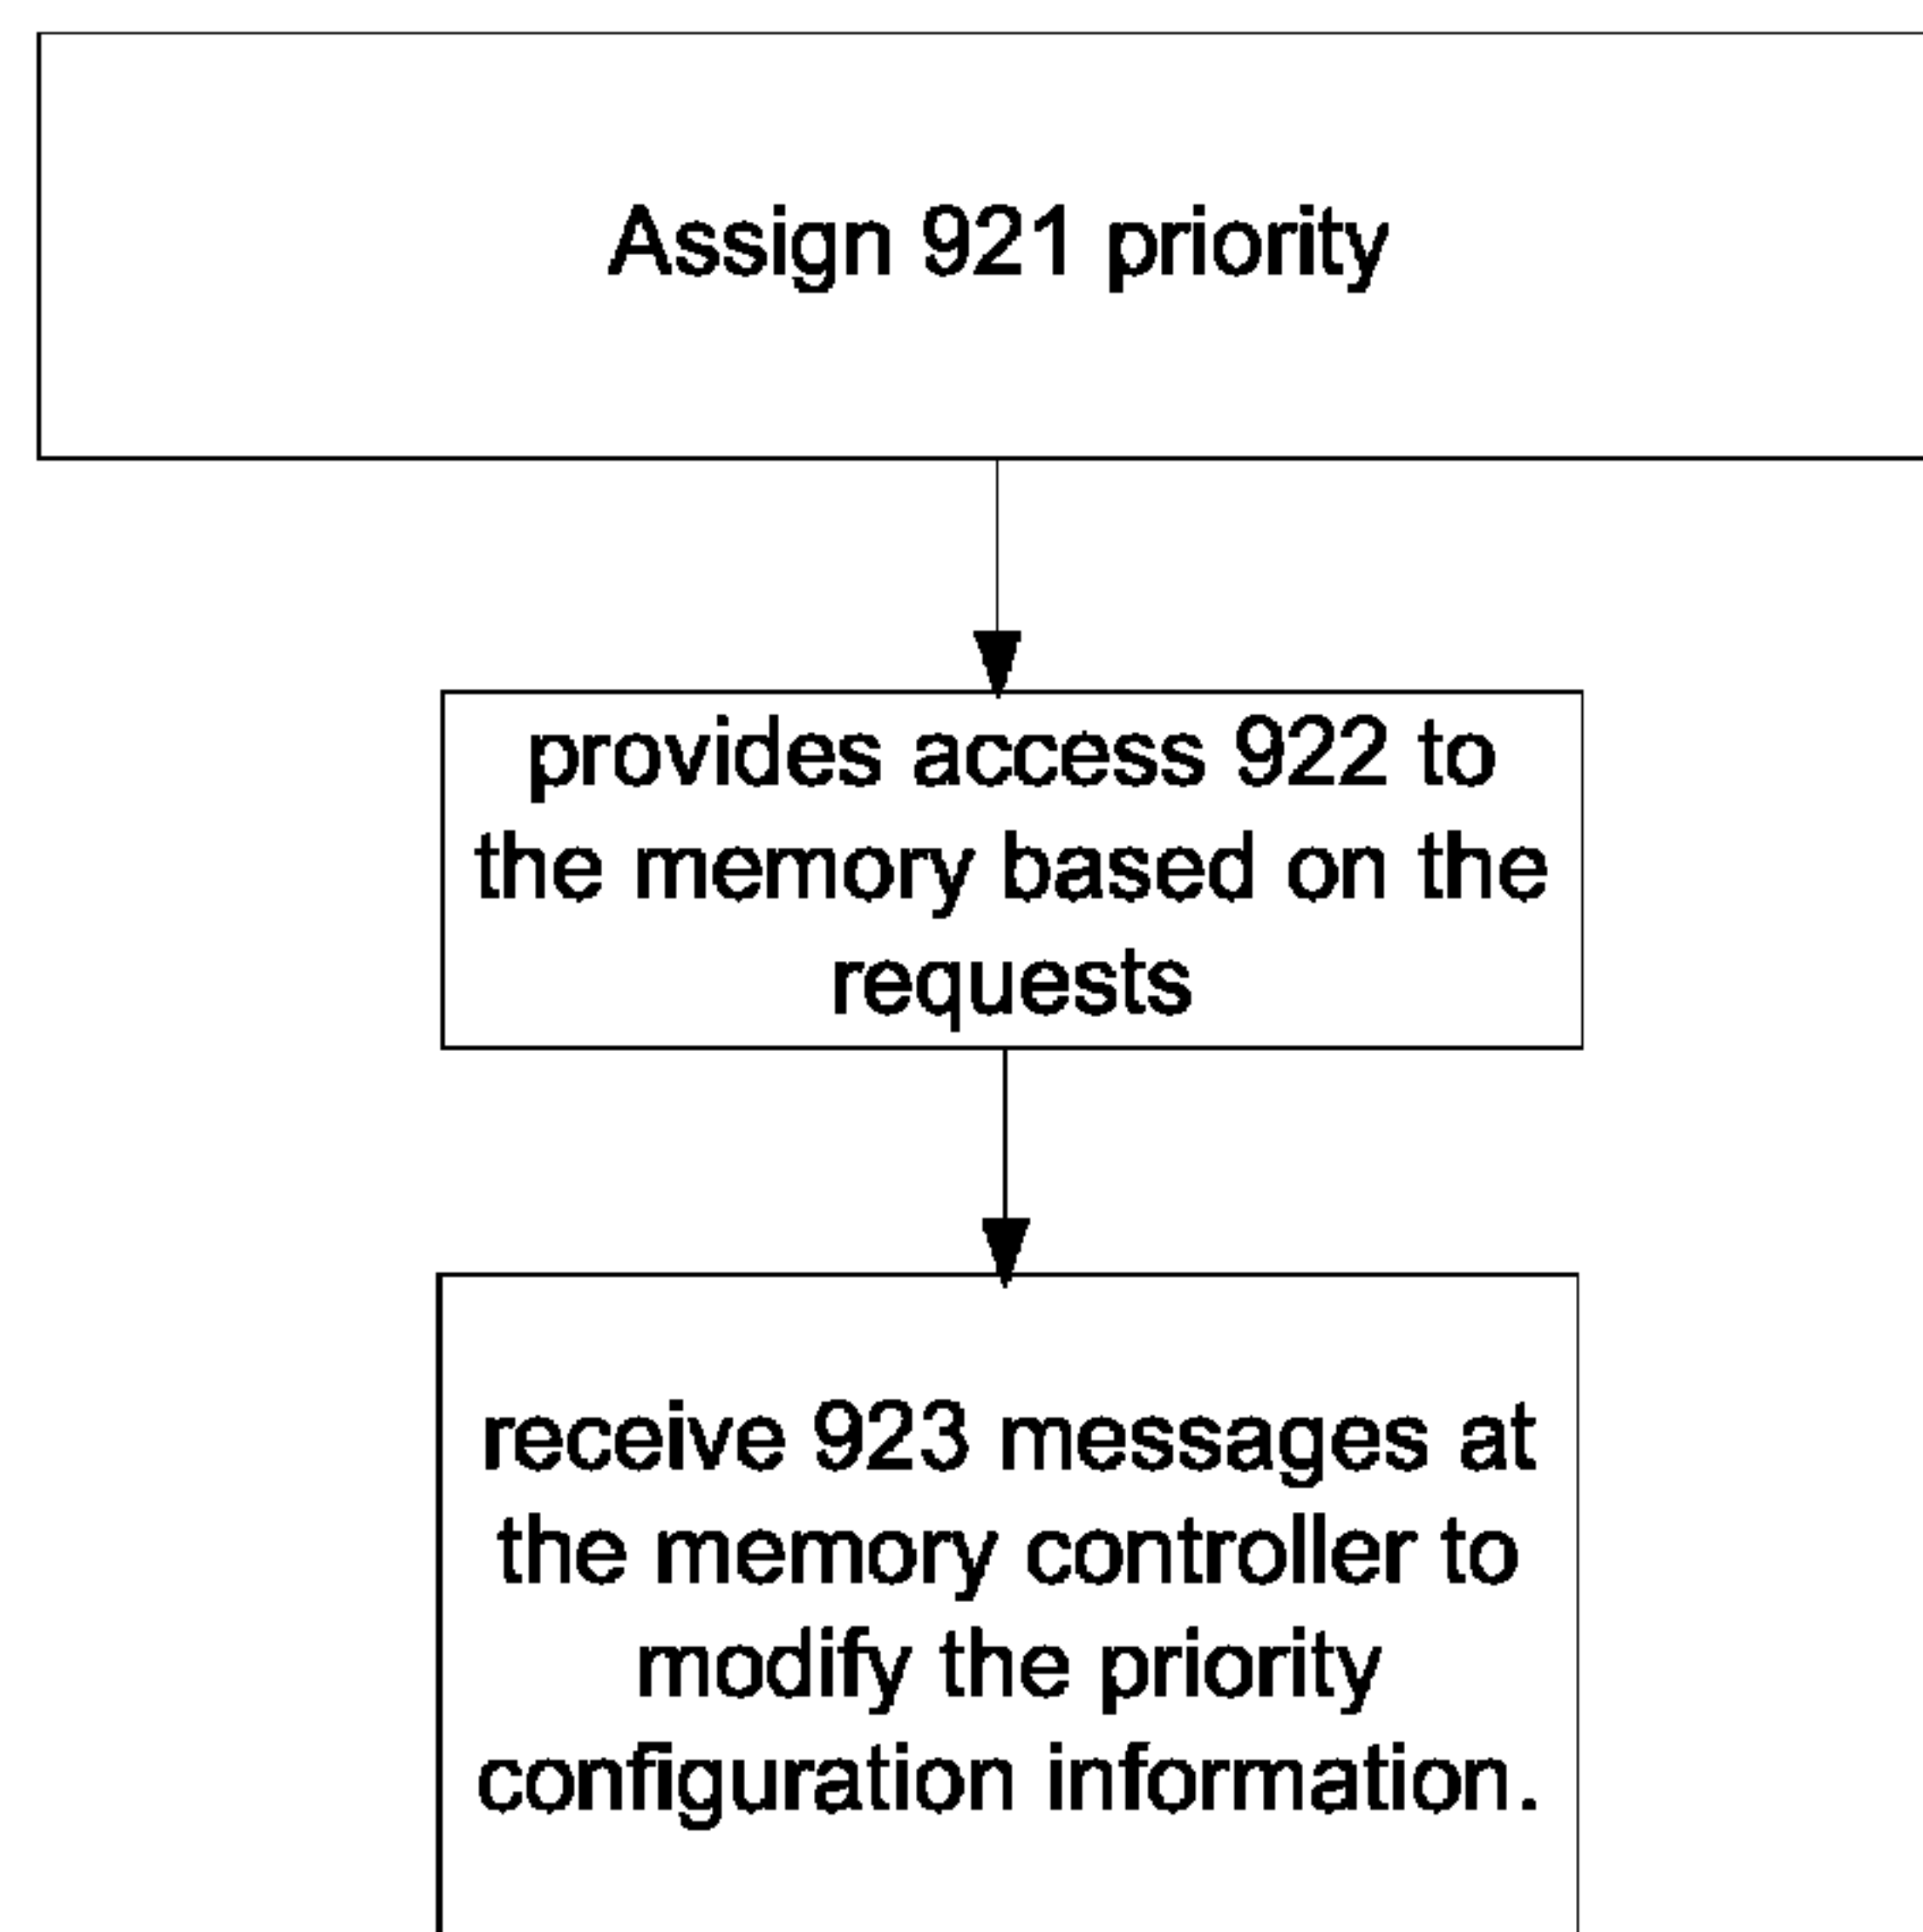 Assign 921 priority
provides access 922 to
the memory based on the
requests
receive 923 messages at
the memory controller to
modify the priority
configuration information.